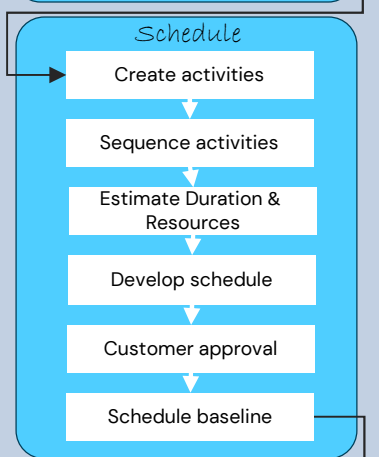 Schedule
Create activities
Sequence activities
Estimate Duration &
Resources
Develop schedule
Customer approval
Schedule baseline